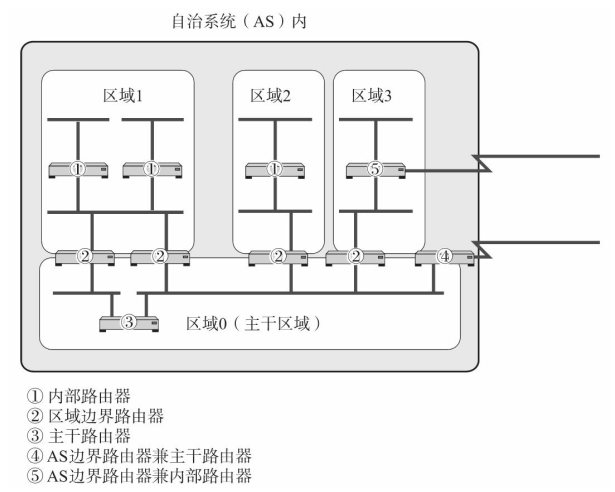 自治系统（AS）内
区域1
区域2
区域3
① ① ① ⑤
② ② ② ② ④
③ 区域0（主干区域）
① 内部路由器
② 区域边界路由器
③ 主干路由器
④ AS边界路由器兼主干路由器
⑤ AS边界路由器兼内部路由器